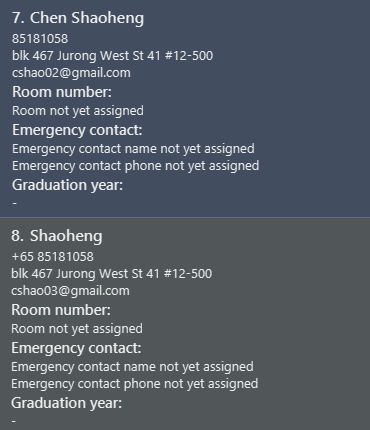 7. Chen Shaoheng
85181058
blk 467 Jurong West St 41 #12-500
cshao02@gmail.com
Room number:
Room not yet assigned
Emergency contact:
Emergency contact name not yet assigned
Emergency contact phone not yet assigned
Graduation year:
-
8. Shaoheng
+65 85181058
blk 467 Jurong West St 41 #12-500
cshao03@gmail.com
Room number:
Room not yet assigned
Emergency contact:
Emergency contact name not yet assigned
Emergency contact phone not yet assigned
Graduation year:
-